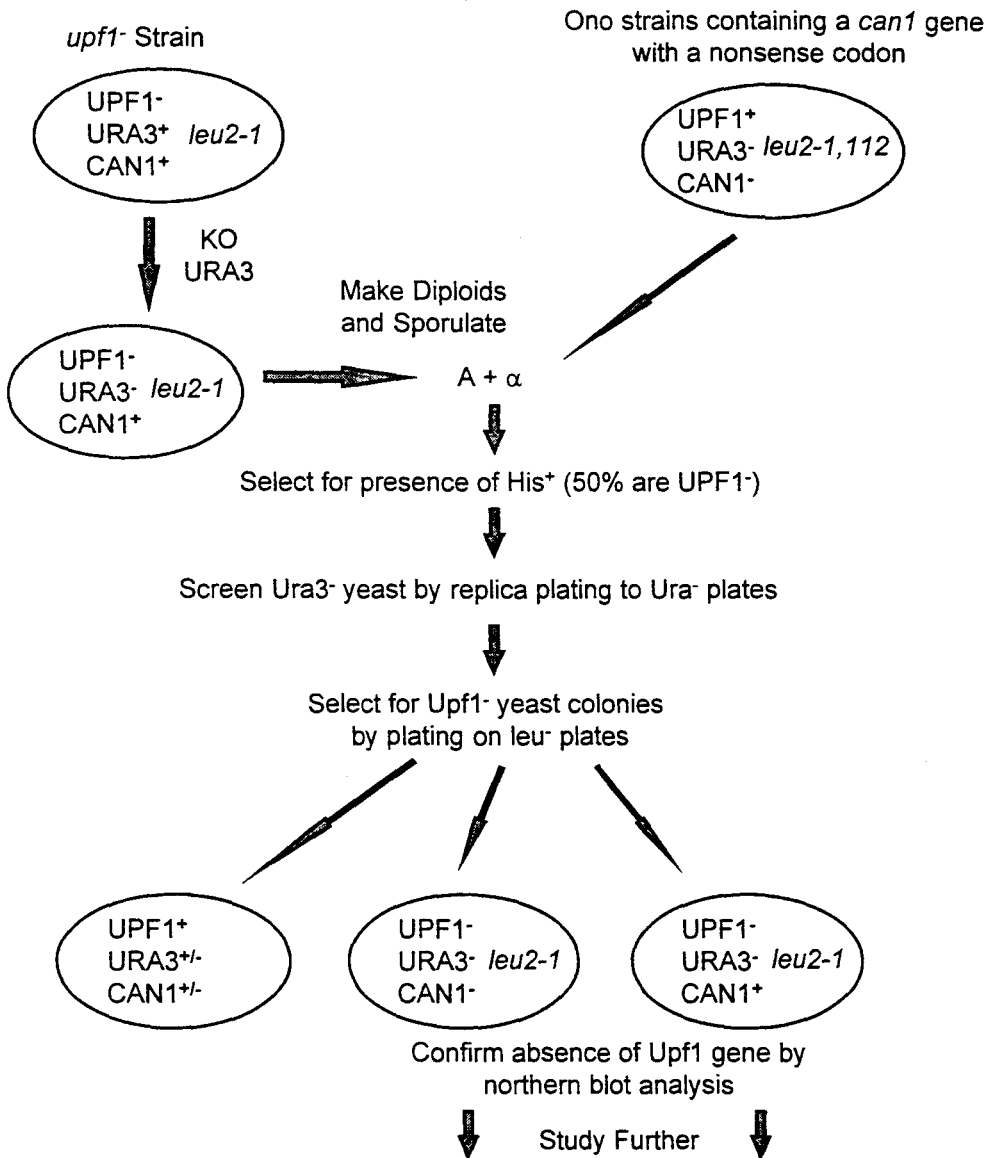 upf1- Strain
Ono strains containing a can1 gene
with a nonsense codon
UPF1-
URA3+ leu2-1
CAN1+
UPF1+
URA3- leu2-1,112
CAN1-
KO
URA3
Make Diploids
and Sporulate
UPF1-
URA3- leu2-1
CAN1+
A + α
Select for presence of His+ (50% are UPF1-)
Screen Ura3- yeast by replica plating to Ura- plates
Select for Upf1- yeast colonies
by plating on leu- plates
UPF1+
URA3+/-
CAN1+/-
UPF1-
URA3- leu2-1
CAN1-
UPF1-
URA3- leu2-1
CAN1+
Confirm absence of Upf1 gene by
northern blot analysis
Study Further